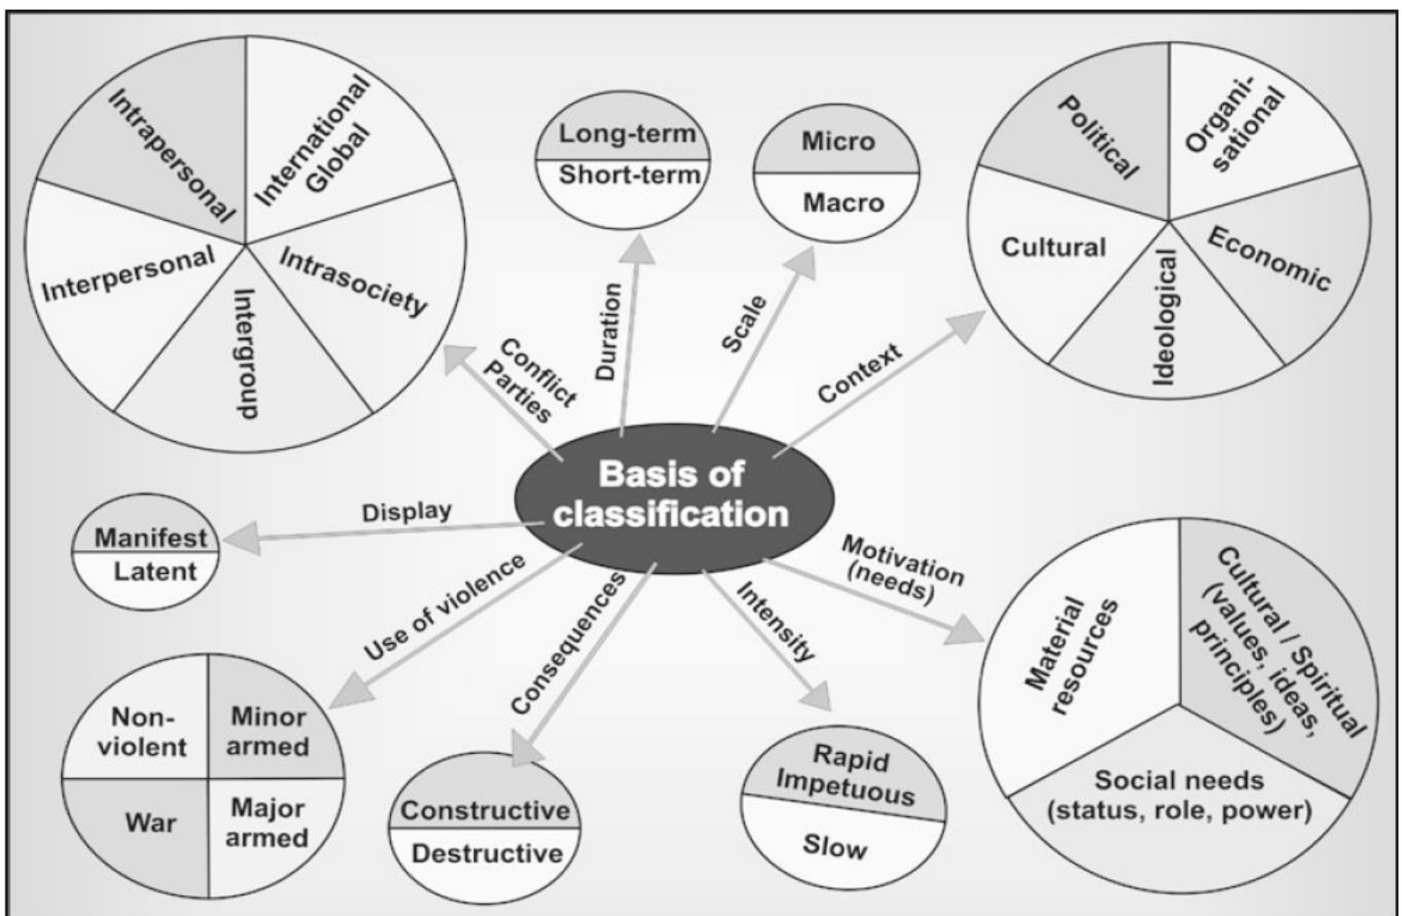 Intrapersonal
International
Global
Interpersonal
Intrasociety
Intergroup
Long-term
Short-term
Micro
Macro
Political
Organi-
sational
Cultural
Economic
Ideological
Conflict
Parties
Duration
Scale
Context
Basis of
classification
Display
Manifest
Latent
Use of violence
Consequences
Intensity
Motivation
(needs)
Non-
violent
Minor
armed
War
Major
armed
Constructive
Destructive
Rapid
Impetuous
Slow
Material
resources
Cultural / Spiritual
(values, ideas,
principles)
Social needs
(status, role, power)